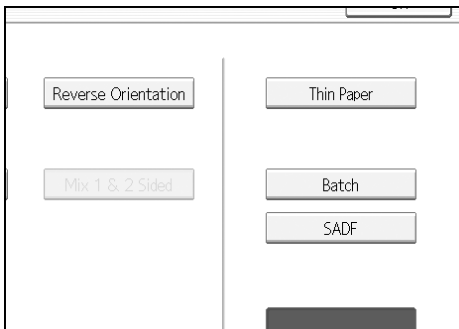 Reverse Orientation
Thin Paper
Mix 1 & 2 Sided
Batch
SADF